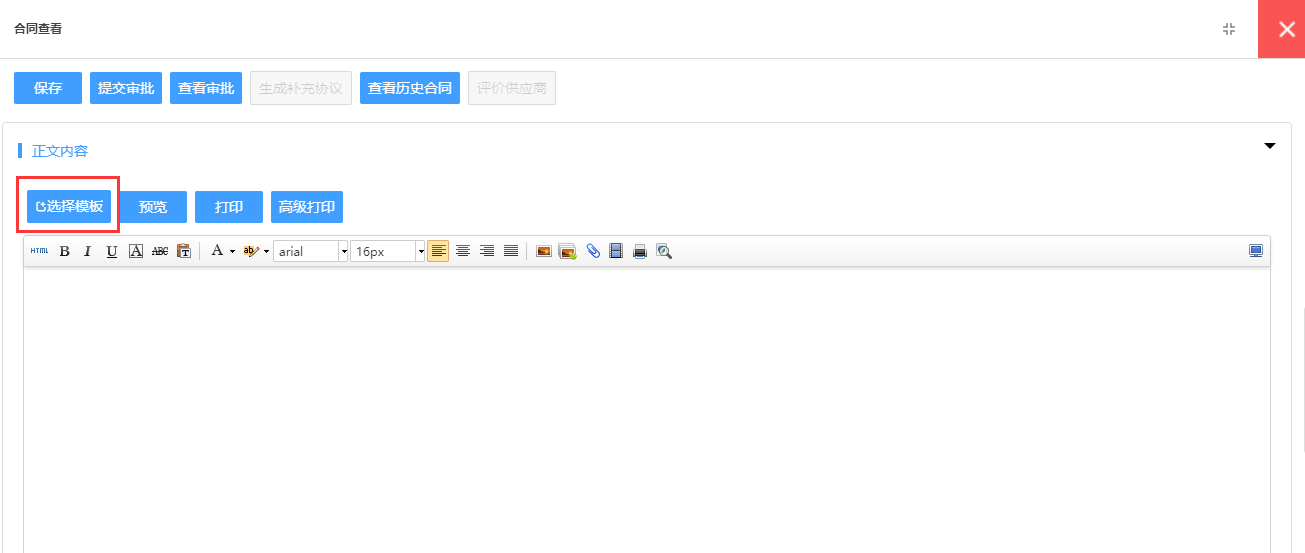 合同查看
保存 提交审批 查看审批 生成补充协议 查看历史合同 评价供应商
正文内容
选择模板 预览 打印 高级打印
HTML B I U A ABC T A ab arial 16px